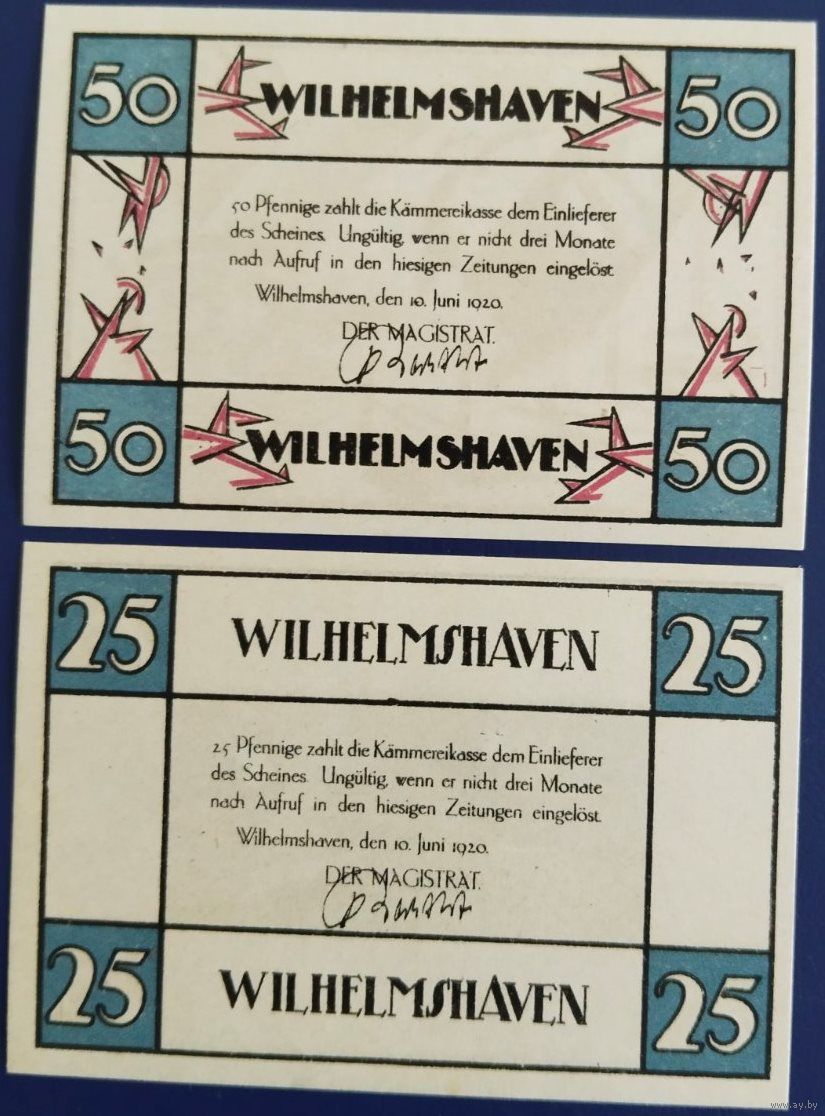 50 WILHELMSHAVEN 50
50 Pfennige zahlt die Kämmereikasse dem Einlieferer
des Scheines. Ungültig, wenn er nicht drei Monate
nach Aufruf in den hiesigen Zeitungen eingelöst.
Wilhelmshaven, den 10. Juni 1920.
DER MAGISTRAT.
50 WILHELMSHAVEN 50
25 WILHELMSHAVEN 25
25 Pfennige zahlt die Kämmereikasse dem Einlieferer
des Scheines. Ungültig, wenn er nicht drei Monate
nach Aufruf in den hiesigen Zeitungen eingelöst.
Wilhelmshaven, den 10. Juni 1920.
DER MAGISTRAT.
25 WILHELMSHAVEN 25
www.ay.by